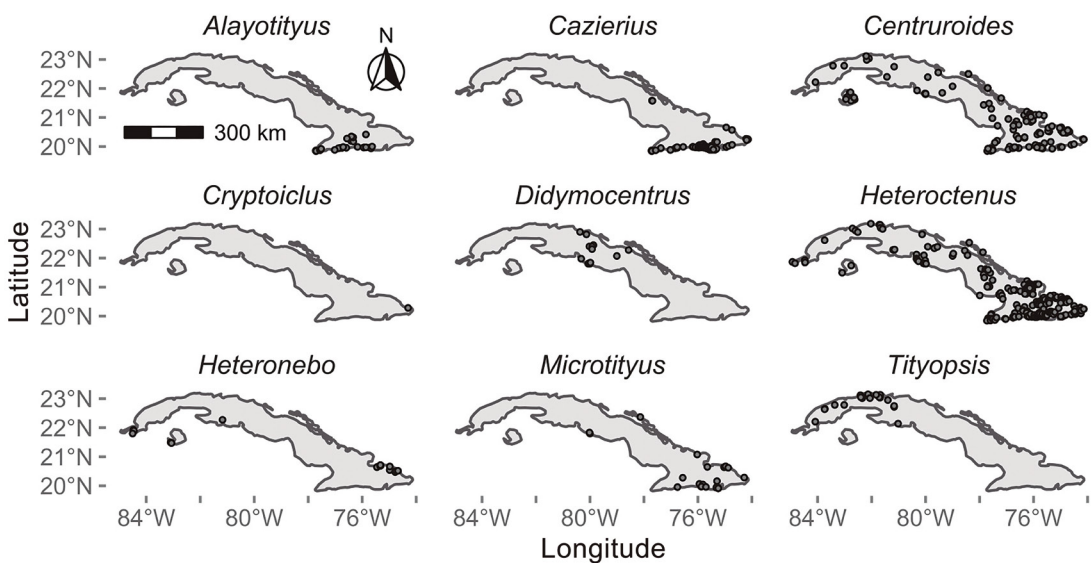 Alayotityus
Cazierius
Centruroides
N
23°N
22°N
21°N
20°N
300 km
Cryptoiclus
Didymocentrus
Heteroctenus
23°N
22°N
21°N
20°N
Latitude
Heteronebo
Microtityus
Tityopsis
23°N
22°N
21°N
20°N
84°W 80°W 76°W 84°W 80°W 76°W 84°W 80°W 76°W
Longitude